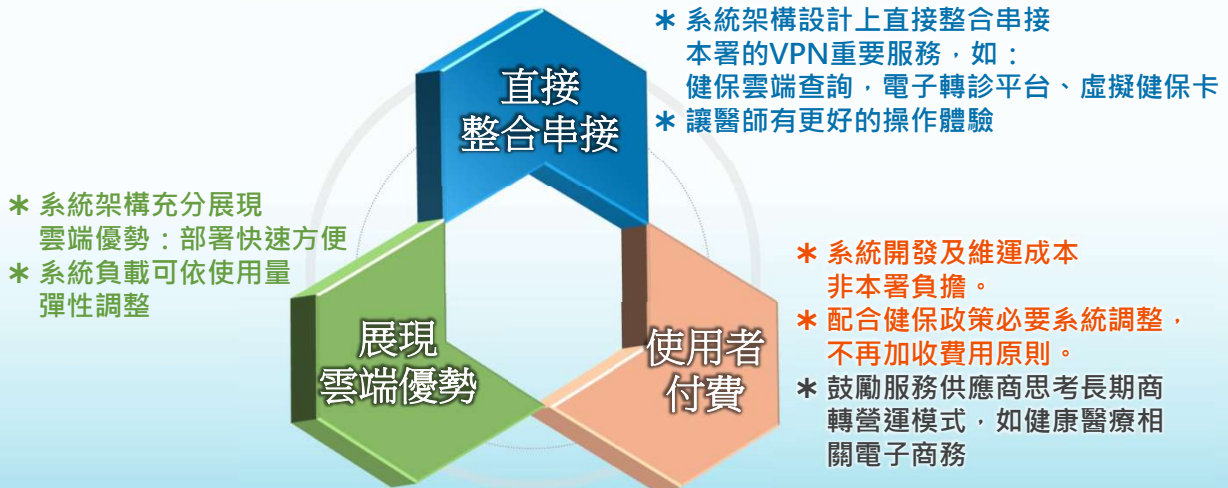 直接
整合串接
＊ 系統架構設計上直接整合串接
本署的VPN重要服務，如：
健保雲端查詢，電子轉診平台、虛擬健保卡
＊ 讓醫師有更好的操作體驗
＊ 系統架構充分展現
雲端優勢：部署快速方便
＊ 系統負載可依使用量
彈性調整
展現
雲端優勢
使用者
付費
＊ 系統開發及維運成本
非本署負擔。
＊ 配合健保政策必要系統調整，
不再加收費用原則。
＊ 鼓勵服務供應商思考長期商
轉營運模式，如健康醫療相
關電子商務